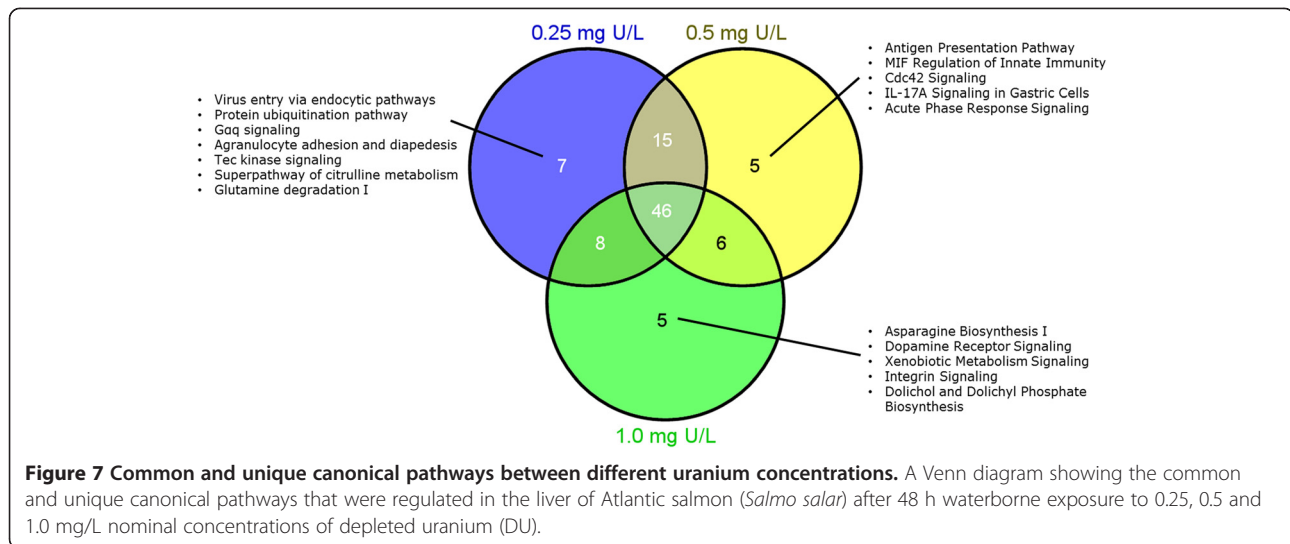 0.25 mg U/L
0.5 mg U/L
• Virus entry via endocytic pathways
• Protein ubiquitination pathway
• Gαq signaling
• Agranulocyte adhesion and diapedesis
• Tec kinase signaling
• Superpathway of citrulline metabolism
• Glutamine degradation I
• Antigen Presentation Pathway
• MIF Regulation of Innate Immunity
• Cdc42 Signaling
• IL-17A Signaling in Gastric Cells
• Acute Phase Response Signaling
7
15
5
46
8
6
5
• Asparagine Biosynthesis I
• Dopamine Receptor Signaling
• Xenobiotic Metabolism Signaling
• Integrin Signaling
• Dolichol and Dolichyl Phosphate
Biosynthesis
1.0 mg U/L
Figure 7 Common and unique canonical pathways between different uranium concentrations. A Venn diagram showing the common
and unique canonical pathways that were regulated in the liver of Atlantic salmon (Salmo salar) after 48 h waterborne exposure to 0.25, 0.5 and
1.0 mg/L nominal concentrations of depleted uranium (DU).